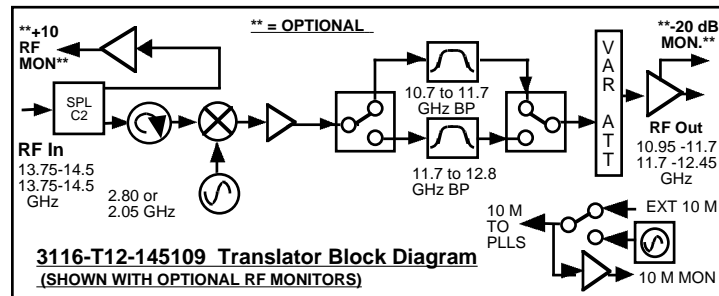 **+10
RF
MON**
** = OPTIONAL
**-20 dB
MON.**
SPL
C2
RF In
13.75-14.5
13.75-14.5
GHz
2.80 or
2.05 GHz
10.7 to 11.7
GHz BP
11.7 to 12.8
GHz BP
VAR ATT
RF Out
10.95 -11.7
11.7 -12.45
GHz
10 M
TO
PLLS
EXT 10 M
10 M MON
3116-T12-145109 Translator Block Diagram
(SHOWN WITH OPTIONAL RF MONITORS)